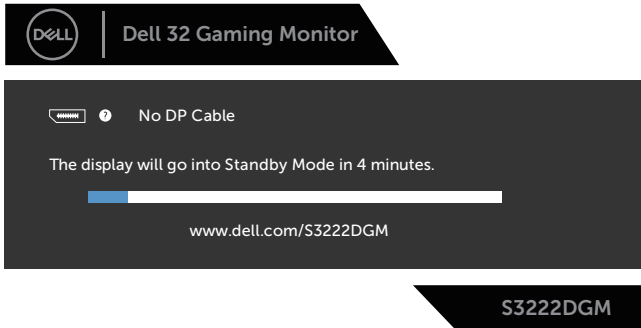 DELL
Dell 32 Gaming Monitor
? No DP Cable
The display will go into Standby Mode in 4 minutes.
www.dell.com/S3222DGM
S3222DGM